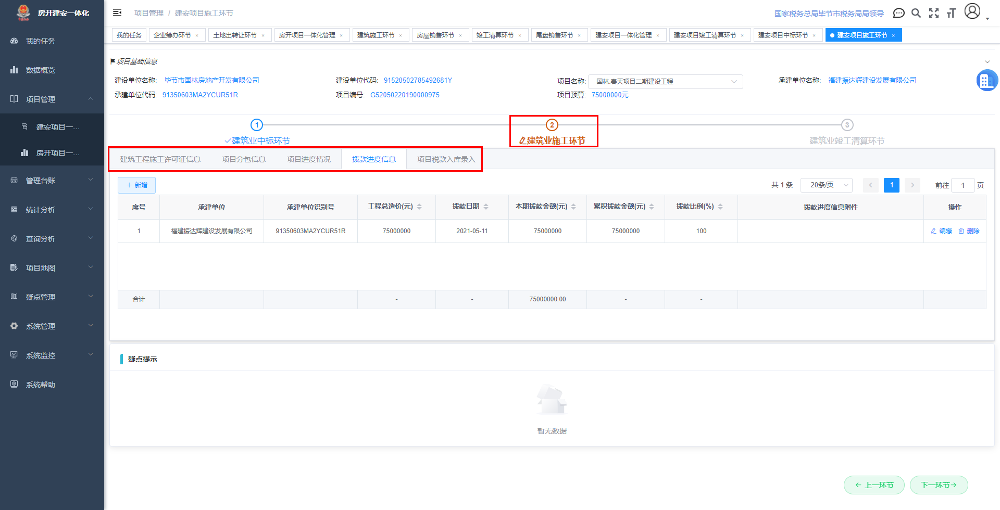 房开建安一体化
项目管理 / 建安项目施工环节
国家税务总局毕节市税务局局领导
我的任务 企业筹办环节 × 土地出转让环节 × 房开项目一体化管理 × 建筑施工环节 × 房屋销售环节 × 竣工清算环节 × 尾盘销售环节 × 建安项目一体化管理 × 建安项目竣工清算环节 × 建安项目中标环节 × 建安项目施工环节 ×
我的任务
数据概览
项目管理
建安项目一...
房开项目一...
管理台账
统计分析
查询分析
项目地图
疑点管理
系统管理
系统监控
系统帮助
项目基础信息
建设单位名称: 毕节市国林房地产开发有限公司 建设单位代码: 91520502785492681Y 项目名称: 国林.春天项目二期建设工程 承建单位名称: 福建振达辉建设发展有限公司
承建单位代码: 91350603MA2YCUR51R 项目编号: G52050220190000975 项目预算: 75000000元
1 2 3
建筑业中标环节 建筑业施工环节 建筑业竣工清算环节
建筑工程施工许可证信息 项目分包信息 项目进度情况 拨款进度信息 项目税款入库录入
+ 新增 共 1 条 20条/页 1 前往 1 页
序号 承建单位 承建单位识别号 工程总造价(元) 拨款日期 本期拨款金额(元) 累积拨款金额(元) 拨款比例(%) 拨款进度信息附件 操作
1 福建振达辉建设发展有限公司 91350603MA2YCUR51R 75000000 2021-05-11 75000000 75000000 100 编辑 删除
合计 - - 75000000.00 - -
疑点提示
暂无数据
上一环节 下一环节